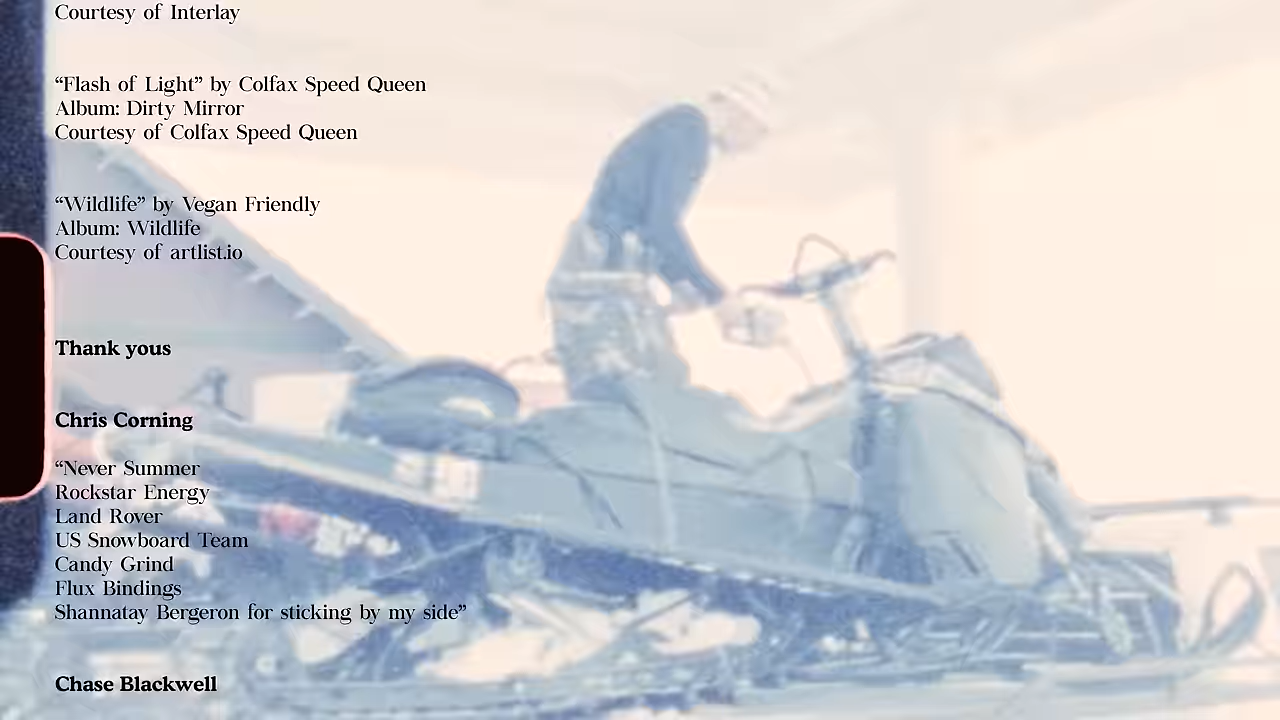 Courtesy of Interlay
“Flash of Light” by Colfax Speed Queen
Album: Dirty Mirror
Courtesy of Colfax Speed Queen
“Wildlife” by Vegan Friendly
Album: Wildlife
Courtesy of artlist.io
Thank yous
Chris Corning
“Never Summer
Rockstar Energy
Land Rover
US Snowboard Team
Candy Grind
Flux Bindings
Shannatay Bergeron for sticking by my side”
Chase Blackwell